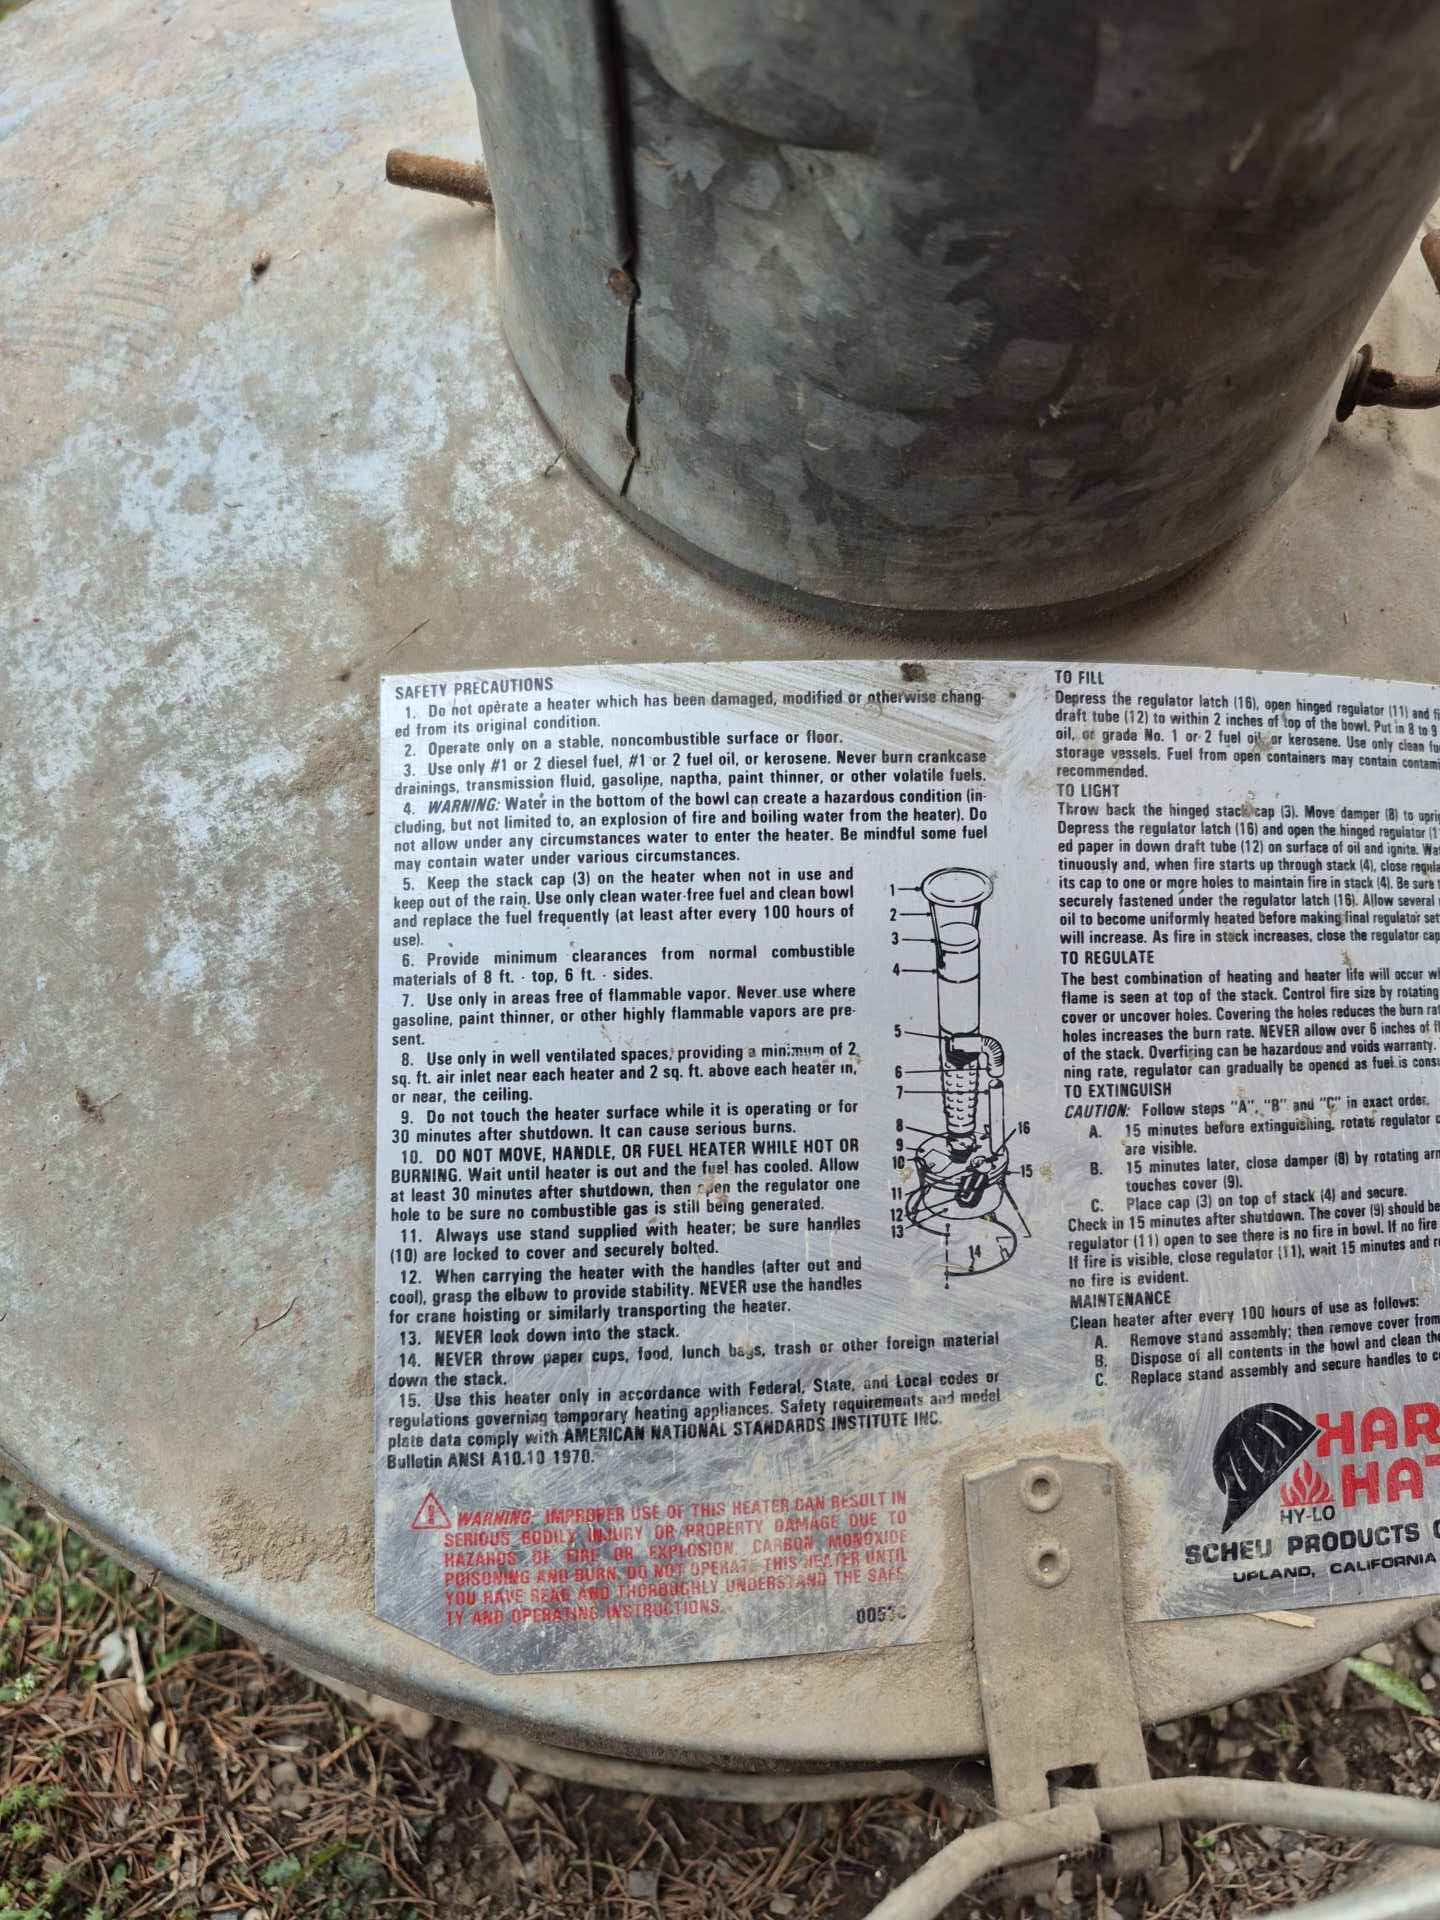 SAFETY PRECAUTIONS
1. Do not operate a heater which has been damaged, modified or otherwise chang-
ed from its original condition.
2. Operate only on a stable, noncombustible surface or floor.
3. Use only #1 or 2 diesel fuel, #1 or 2 fuel oil, or kerosene. Never burn crankcase
drainings, transmission fluid, gasoline, naptha, paint thinner, or other volatile fuels.
4. WARNING: Water in the bottom of the bowl can create a hazardous condition (in-
cluding, but not limited to, an explosion of fire and boiling water from the heater). Do
not allow under any circumstances water to enter the heater. Be mindful some fuel
may contain water under various circumstances.
5. Keep the stack cap (3) on the heater when not in use and
keep out of the rain. Use only clean water-free fuel and clean bowl
and replace the fuel frequently (at least after every 100 hours of
use).
6. Provide minimum clearances from normal combustible
materials of 8 ft. - top, 6 ft. - sides.
7. Use only in areas free of flammable vapor. Never use where
gasoline, paint thinner, or other highly flammable vapors are pre-
sent.
8. Use only in well ventilated spaces, providing a minimum of 2
sq. ft. air inlet near each heater and 2 sq. ft. above each heater in,
or near, the ceiling.
9. Do not touch the heater surface while it is operating or for
30 minutes after shutdown. It can cause serious burns.
10. DO NOT MOVE, HANDLE, OR FUEL HEATER WHILE HOT OR
BURNING. Wait until heater is out and the fuel has cooled. Allow
at least 30 minutes after shutdown, then open the regulator one
hole to be sure no combustible gas is still being generated.
11. Always use stand supplied with heater; be sure handles
(10) are locked to cover and securely bolted.
12. When carrying the heater with the handles (after out and
cool), grasp the elbow to provide stability. NEVER use the handles
for crane hoisting or similarly transporting the heater.
13. NEVER look down into the stack.
14. NEVER throw paper cups, food, lunch bags, trash or other foreign material
down the stack.
15. Use this heater only in accordance with Federal, State, and Local codes or
regulations governing temporary heating appliances. Safety requirements and model
plate data comply with AMERICAN NATIONAL STANDARDS INSTITUTE INC.
Bulletin ANSI A10.10 1970.
WARNING: IMPROPER USE OF THIS HEATER CAN RESULT IN
SERIOUS BODILY INJURY OR PROPERTY DAMAGE DUE TO
HAZARDS OF FIRE OR EXPLOSION, CARBON MONOXIDE
POISONING AND BURN. DO NOT OPERATE THIS HEATER UNTIL
YOU HAVE READ AND THOROUGHLY UNDERSTAND THE SAFE-
TY AND OPERATING INSTRUCTIONS.
1
2
3
4
5
6
7
8
9
10
11
12
13
14
15
16
TO FILL
Depress the regulator latch (16), open hinged regulator (11) and
draft tube (12) to within 2 inches of top of the bowl. Put in 8 to 9
oil, or grade No. 1 or 2 fuel oil or kerosene. Use only clean
storage vessels. Fuel from open containers may contain
recommended.
TO LIGHT
Throw back the hinged stack cap (3). Move damper (8) to
Depress the regulator latch (16) and open the hinged regulator
ed paper in down draft tube (12) on surface of oil and ignite.
tinuously and, when fire starts up through stack (4), close
its cap to one or more holes to maintain fire in stack (4). Be sure
securely fastened under the regulator latch (16). Allow several
oil to become uniformly heated before making final regulator
will increase. As fire in stack increases, close the regulator cap
TO REGULATE
The best combination of heating and heater life will occur
flame is seen at top of the stack. Control fire size by rotating
cover or uncover holes. Covering the holes reduces the burn
holes increases the burn rate. NEVER allow over 6 inches of
of the stack. Overfiring can be hazardous and voids warranty.
ning rate, regulator can gradually be opened as fuel is
TO EXTINGUISH
CAUTION: Follow steps "A", "B" and "C" in exact order.
A. 15 minutes before extinguishing, rotate regulator
are visible.
B. 15 minutes later, close damper (8) by rotating
touches cover (9).
C. Place cap (3) on top of stack (4) and secure.
Check in 15 minutes after shutdown. The cover (9) should be
regulator (11) open to see there is no fire in bowl. If no fire
If fire is visible, close regulator (11), wait 15 minutes and
no fire is evident.
MAINTENANCE
Clean heater after every 100 hours of use as follows:
A. Remove stand assembly; then remove cover from
B. Dispose of all contents in the bowl and clean the
C. Replace stand assembly and secure handles to
HAR
HAT
HY-LO
SCHEU PRODUCTS
UPLAND, CALIFORNIA